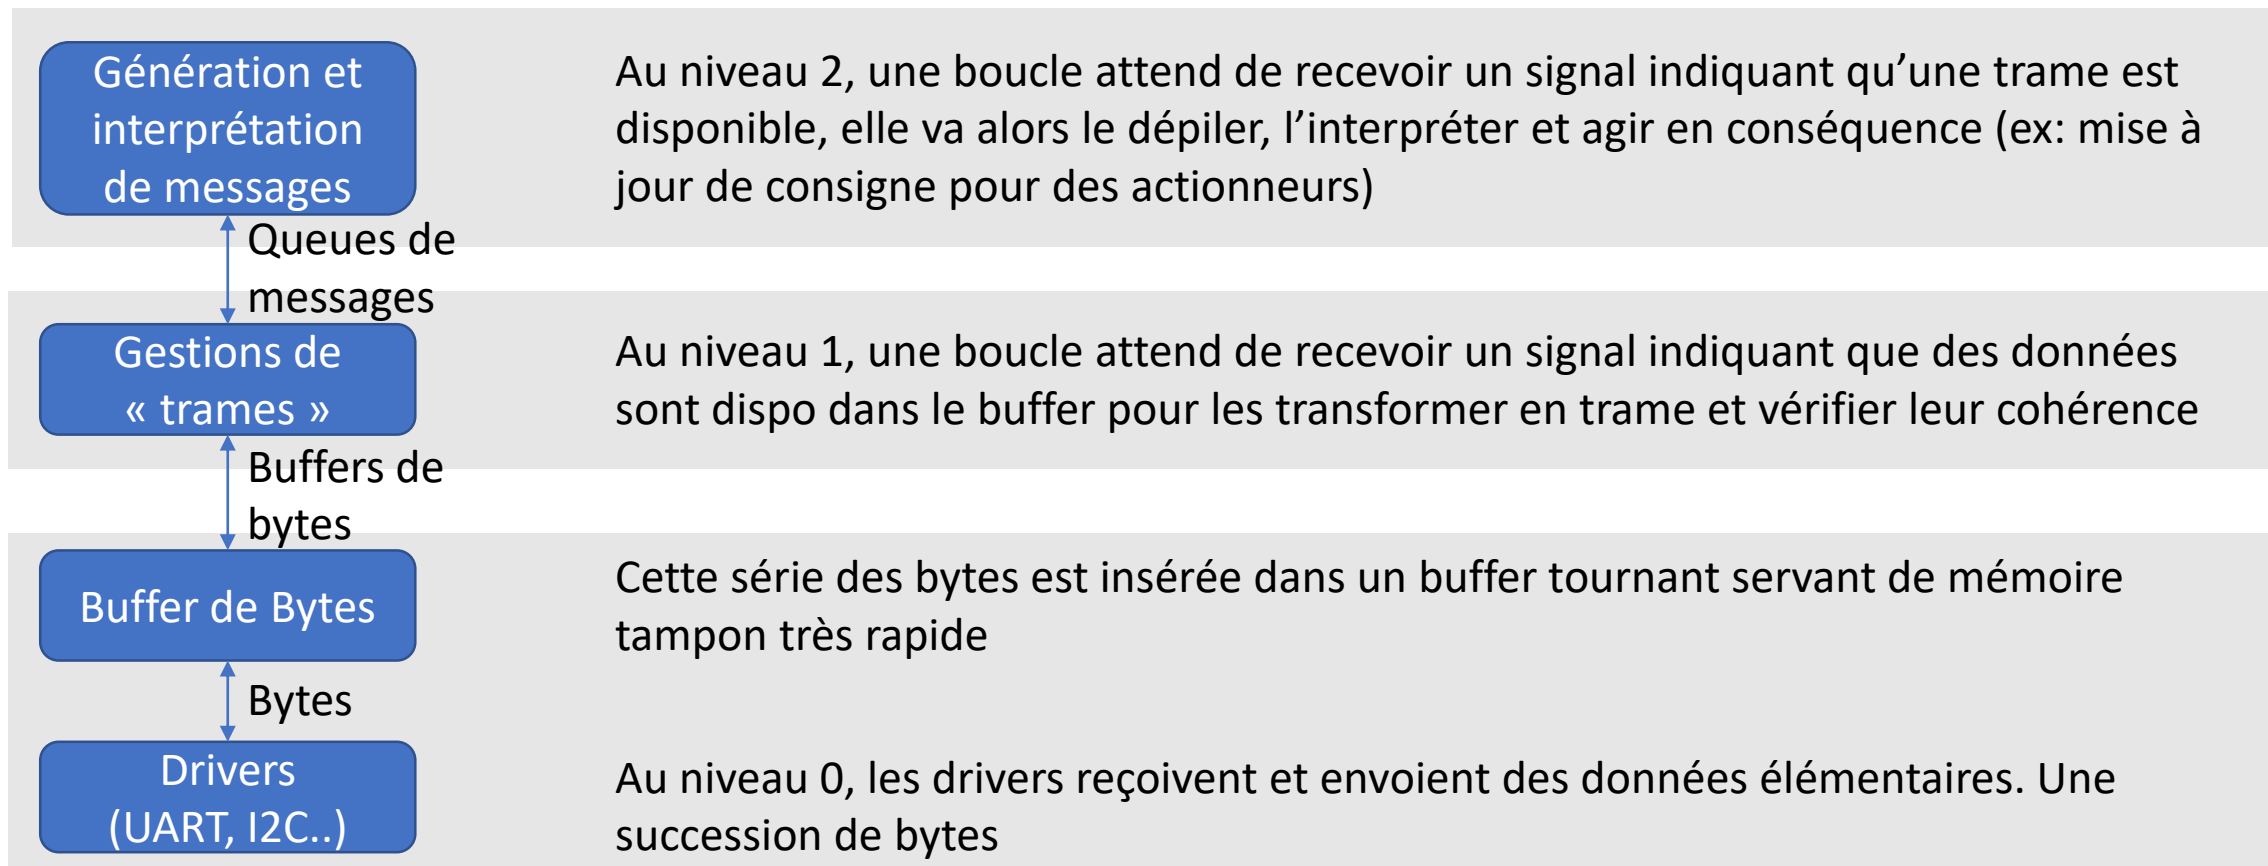 Génération et
interprétation
de messages
Au niveau 2, une boucle attend de recevoir un signal indiquant qu’une trame est
disponible, elle va alors le dépiler, l’interpréter et agir en conséquence (ex: mise à
jour de consigne pour des actionneurs)
Queues de
messages
Gestions de
« trames »
Au niveau 1, une boucle attend de recevoir un signal indiquant que des données
sont dispo dans le buffer pour les transformer en trame et vérifier leur cohérence
Buffers de
bytes
Buffer de Bytes
Cette série des bytes est insérée dans un buffer tournant servant de mémoire
tampon très rapide
Bytes
Drivers
(UART, I2C..)
Au niveau 0, les drivers reçoivent et envoient des données élémentaires. Une
succession de bytes